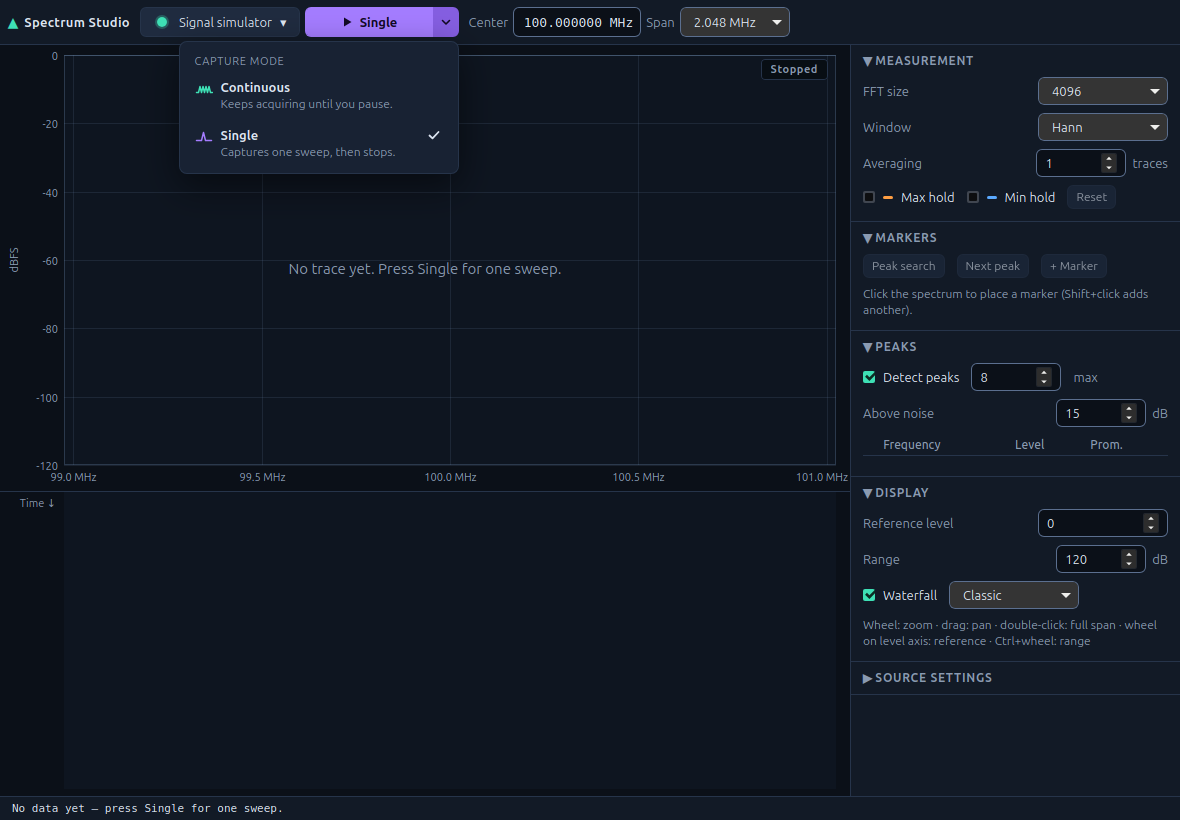 Spectrum Studio
Signal simulator ▾
Single
Center
100.000000 MHz
Span
2.048 MHz
CAPTURE MODE
Continuous
Keeps acquiring until you pause.
Single
Captures one sweep, then stops.
Stopped
dBFS
0
-20
-40
-60
-80
-100
-120
No trace yet. Press Single for one sweep.
99.0 MHz
99.5 MHz
100.0 MHz
100.5 MHz
101.0 MHz
Time ↓
▼ MEASUREMENT
FFT size
4096
Window
Hann
Averaging
1
traces
Max hold
Min hold
Reset
▼ MARKERS
Peak search
Next peak
+ Marker
Click the spectrum to place a marker (Shift+click adds
another).
▼ PEAKS
Detect peaks
8
max
Above noise
15
dB
Frequency
Level
Prom.
▼ DISPLAY
Reference level
0
Range
120
dB
Waterfall
Classic
Wheel: zoom · drag: pan · double-click: full span · wheel
on level axis: reference · Ctrl+wheel: range
▶ SOURCE SETTINGS
No data yet — press Single for one sweep.